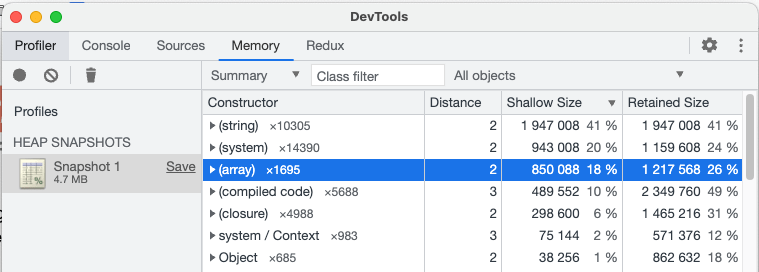 DevTools
Profiler Console Sources Memory Redux
Summary ▼ Class filter All objects ▼
Profiles
HEAP SNAPSHOTS
Snapshot 1 Save
4.7 MB
Constructor Distance Shallow Size ▼ Retained Size
(string) ×10305 2 1 947 008 41 % 1 947 008 41 %
(system) ×14390 2 943 008 20 % 1 159 608 24 %
(array) ×1695 2 850 088 18 % 1 217 568 26 %
(compiled code) ×5688 3 489 552 10 % 2 349 760 49 %
(closure) ×4988 2 298 600 6 % 1 465 216 31 %
system / Context ×983 3 75 144 2 % 571 376 12 %
Object ×685 2 38 256 1 % 862 632 18 %